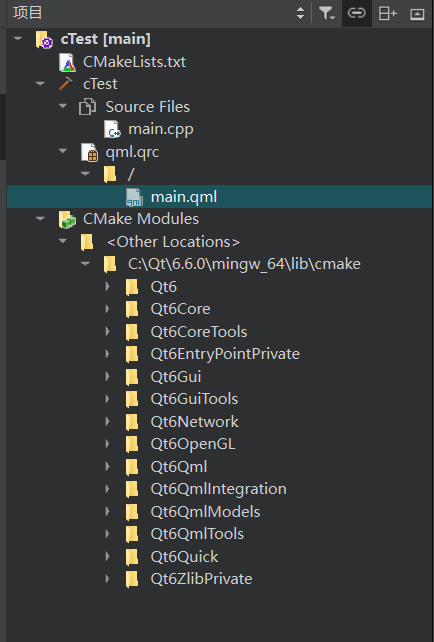 项目
cTest [main]
CMakeLists.txt
cTest
Source Files
main.cpp
qml.qrc
/
main.qml
CMake Modules
<Other Locations>
C:\Qt\6.6.0\mingw_64\lib\cmake
Qt6
Qt6Core
Qt6CoreTools
Qt6EntryPointPrivate
Qt6Gui
Qt6GuiTools
Qt6Network
Qt6OpenGL
Qt6Qml
Qt6QmlIntegration
Qt6QmlModels
Qt6QmlTools
Qt6Quick
Qt6ZlibPrivate